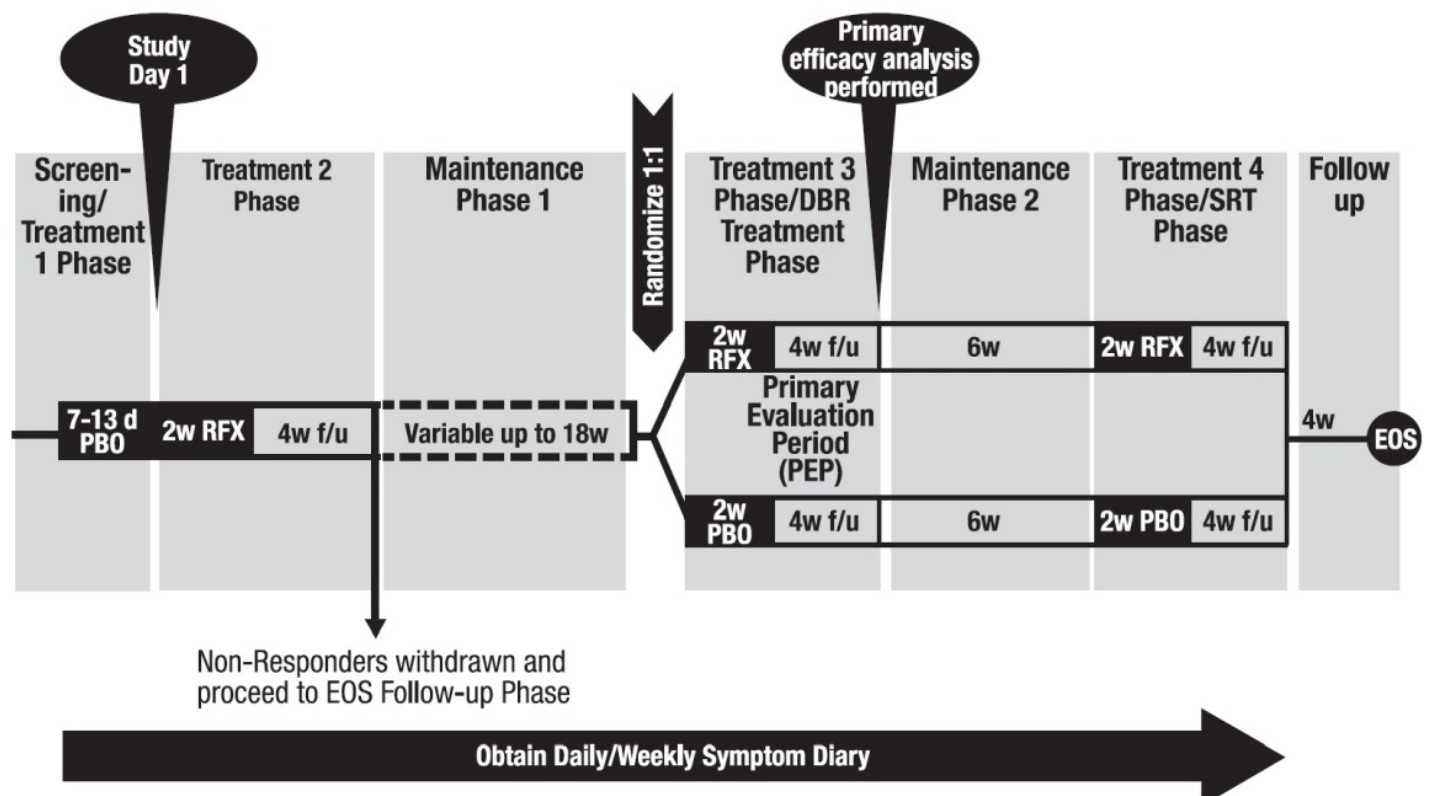 Study
Day 1
Primary
efficacy analysis
performed
Screen-
ing/
Treatment
1 Phase
Treatment 2
Phase
Maintenance
Phase 1
Randomize 1:1
Treatment 3
Phase/DBR
Treatment
Phase
Maintenance
Phase 2
Treatment 4
Phase/SRT
Phase
Follow
up
2w
RFX
4w f/u
6w
2w RFX
4w f/u
7-13 d
PBO
2w RFX
4w f/u
Variable up to 18w
Primary
Evaluation
Period
(PEP)
4w
EOS
2w
PBO
4w f/u
6w
2w PBO
4w f/u
Non-Responders withdrawn and
proceed to EOS Follow-up Phase
Obtain Daily/Weekly Symptom Diary